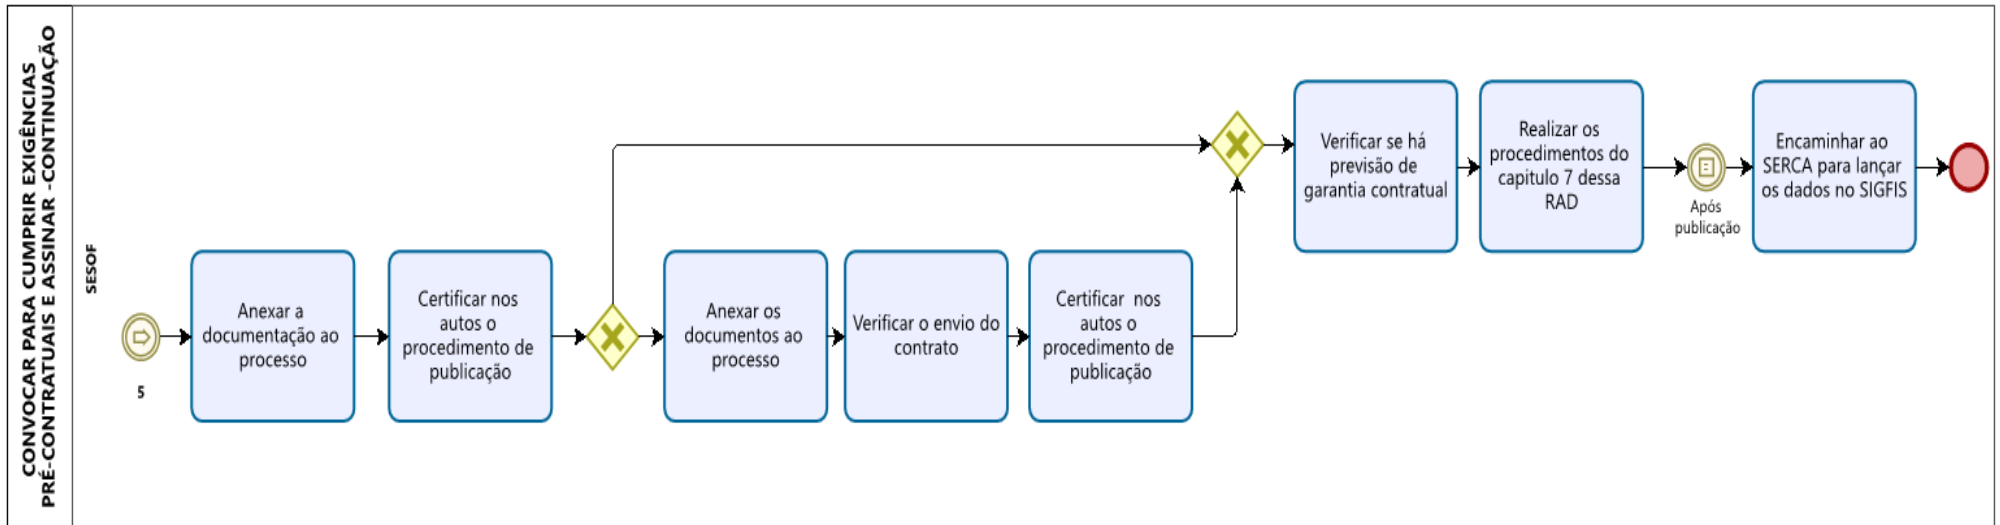 CONVOCAR PARA CUMPRIR EXIGÊNCIAS
PRÉ-CONTRATUAIS E ASSINAR -CONTINUAÇÃO
SESOF
5
Anexar a
documentação ao
processo
Certificar nos
autos o
procedimento de
publicação
Anexar os
documentos ao
processo
Verificar o envio do
contrato
Certificar nos
autos o
procedimento de
publicação
Verificar se há
previsão de
garantia contratual
Realizar os
procedimentos do
capitulo 7 dessa
RAD
Após
publicação
Encaminhar ao
SERCA para lançar
os dados no SIGFIS